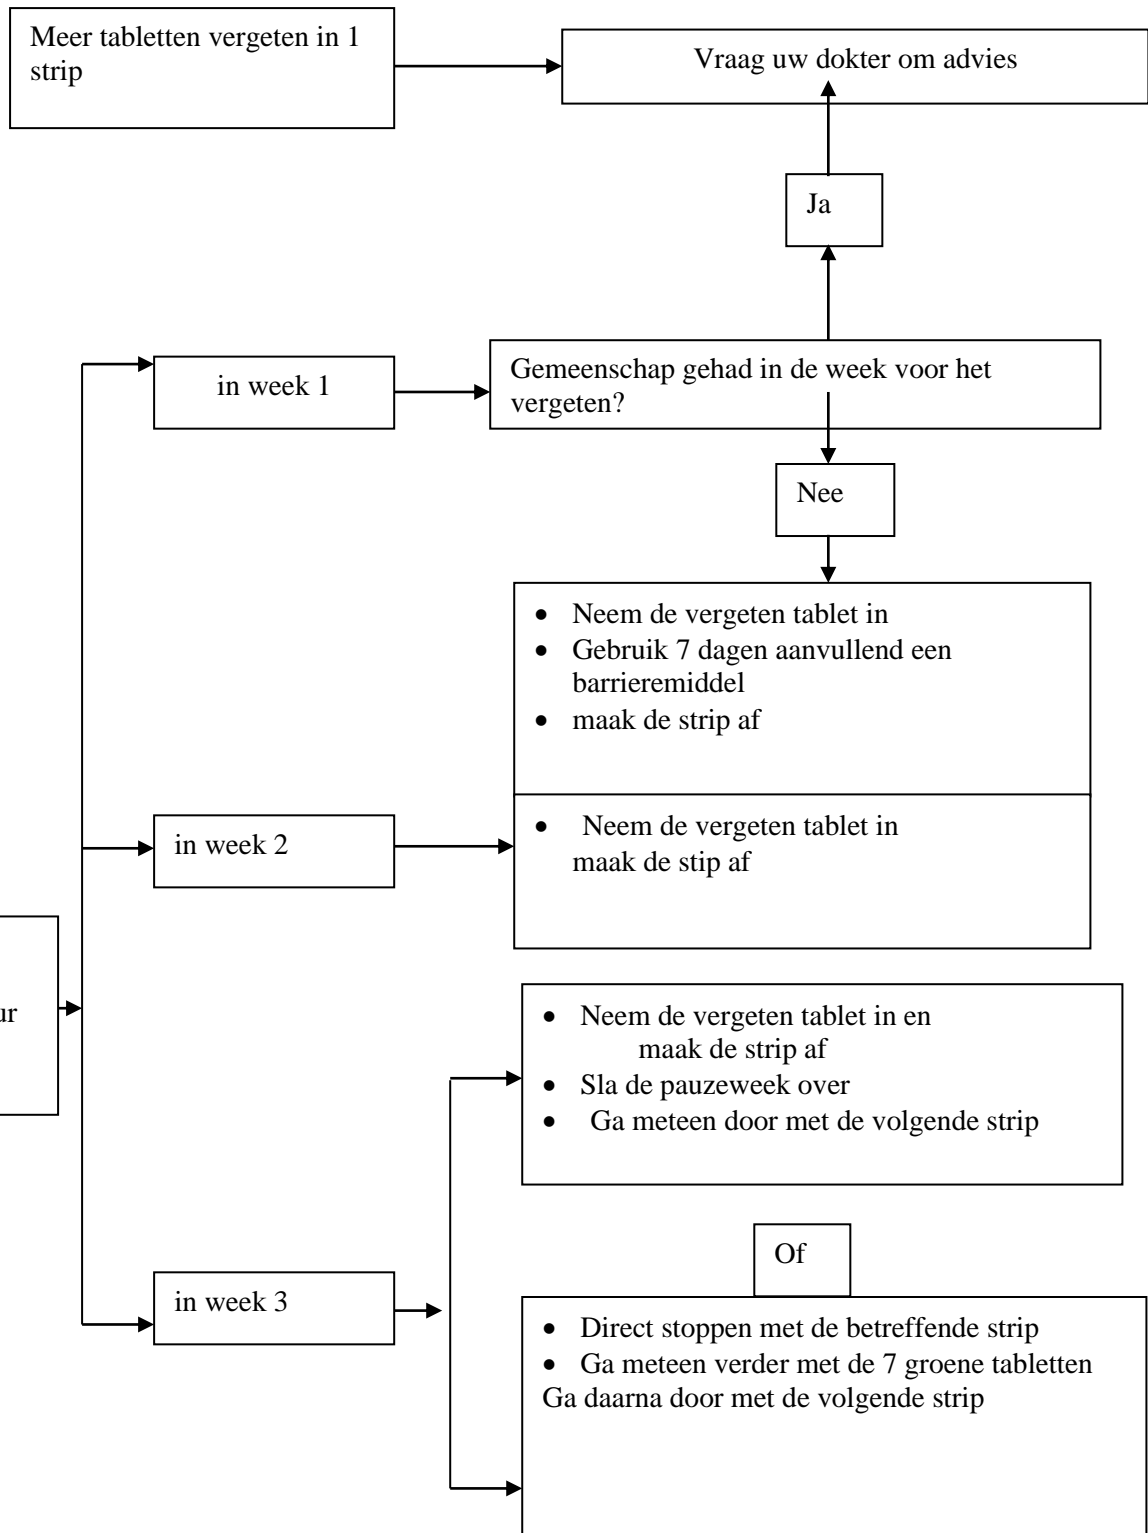 Meer tabletten vergeten in 1
strip
Vraag uw dokter om advies
Ja
in week 1
Gemeenschap gehad in de week voor het
vergeten?
Nee
• Neem de vergeten tablet in
• Gebruik 7 dagen aanvullend een
barrieremiddel
• maak de strip af
in week 2
• Neem de vergeten tablet in
maak de stip af
ur
• Neem de vergeten tablet in en
maak de strip af
• Sla de pauzeweek over
• Ga meteen door met de volgende strip
Of
in week 3
• Direct stoppen met de betreffende strip
• Ga meteen verder met de 7 groene tabletten
Ga daarna door met de volgende strip